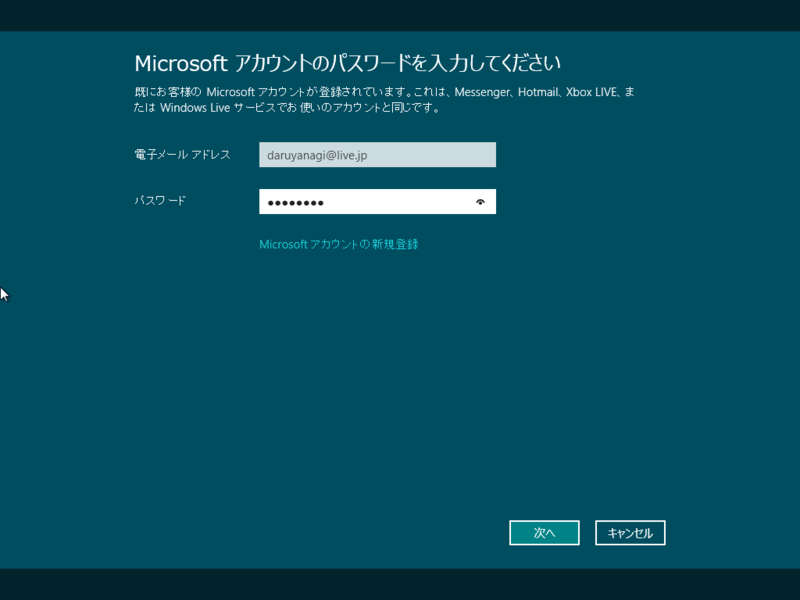 Microsoft アカウントのパスワードを入力してください
既にお客様の Microsoft アカウントが登録されています。これは、Messenger、Hotmail、Xbox LIVE、ま
たは Windows Live サービスでお使いのアカウントと同じです。
電子メール アドレス
daruyanagi@live.jp
パスワード
●●●●●●●●
Microsoft アカウントの新規登録
次へ
キャンセル